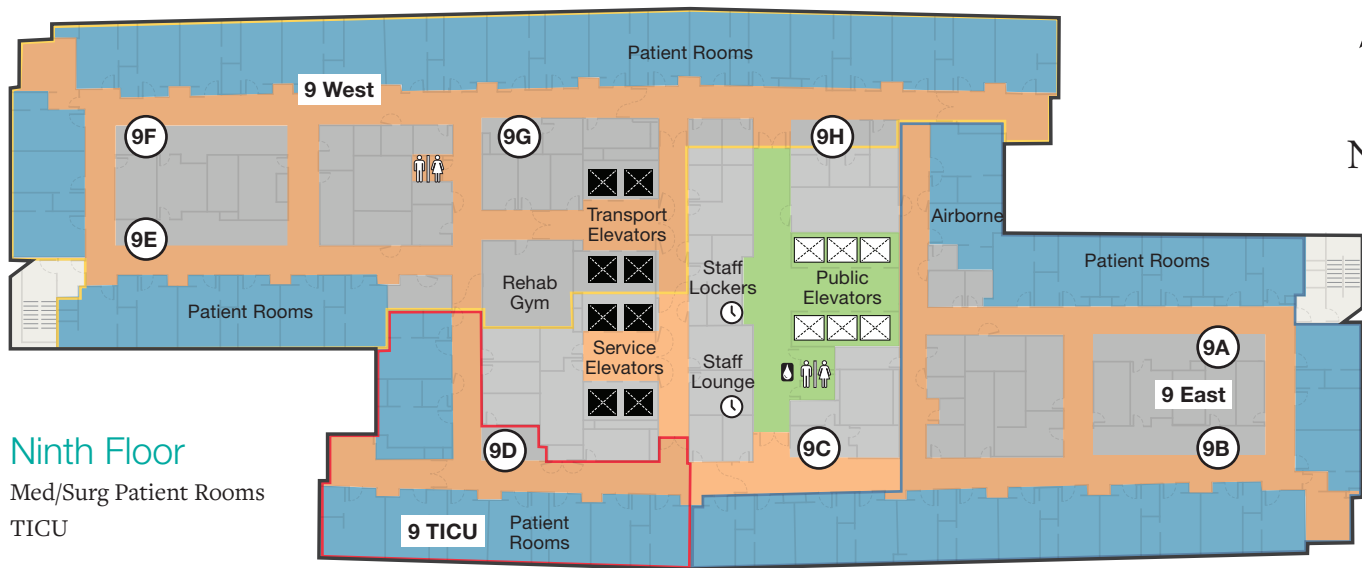 Patient Rooms
9 West
9F
9G
9H
N
Transport
Elevators
Airborne
9E
Staff
Lockers
Public
Elevators
Patient Rooms
Rehab
Gym
Patient Rooms
Service
Elevators
Staff
Lounge
9A
9 East
9D
9C
9B
Ninth Floor
Med/Surg Patient Rooms
TICU
9 TICU
Patient
Rooms